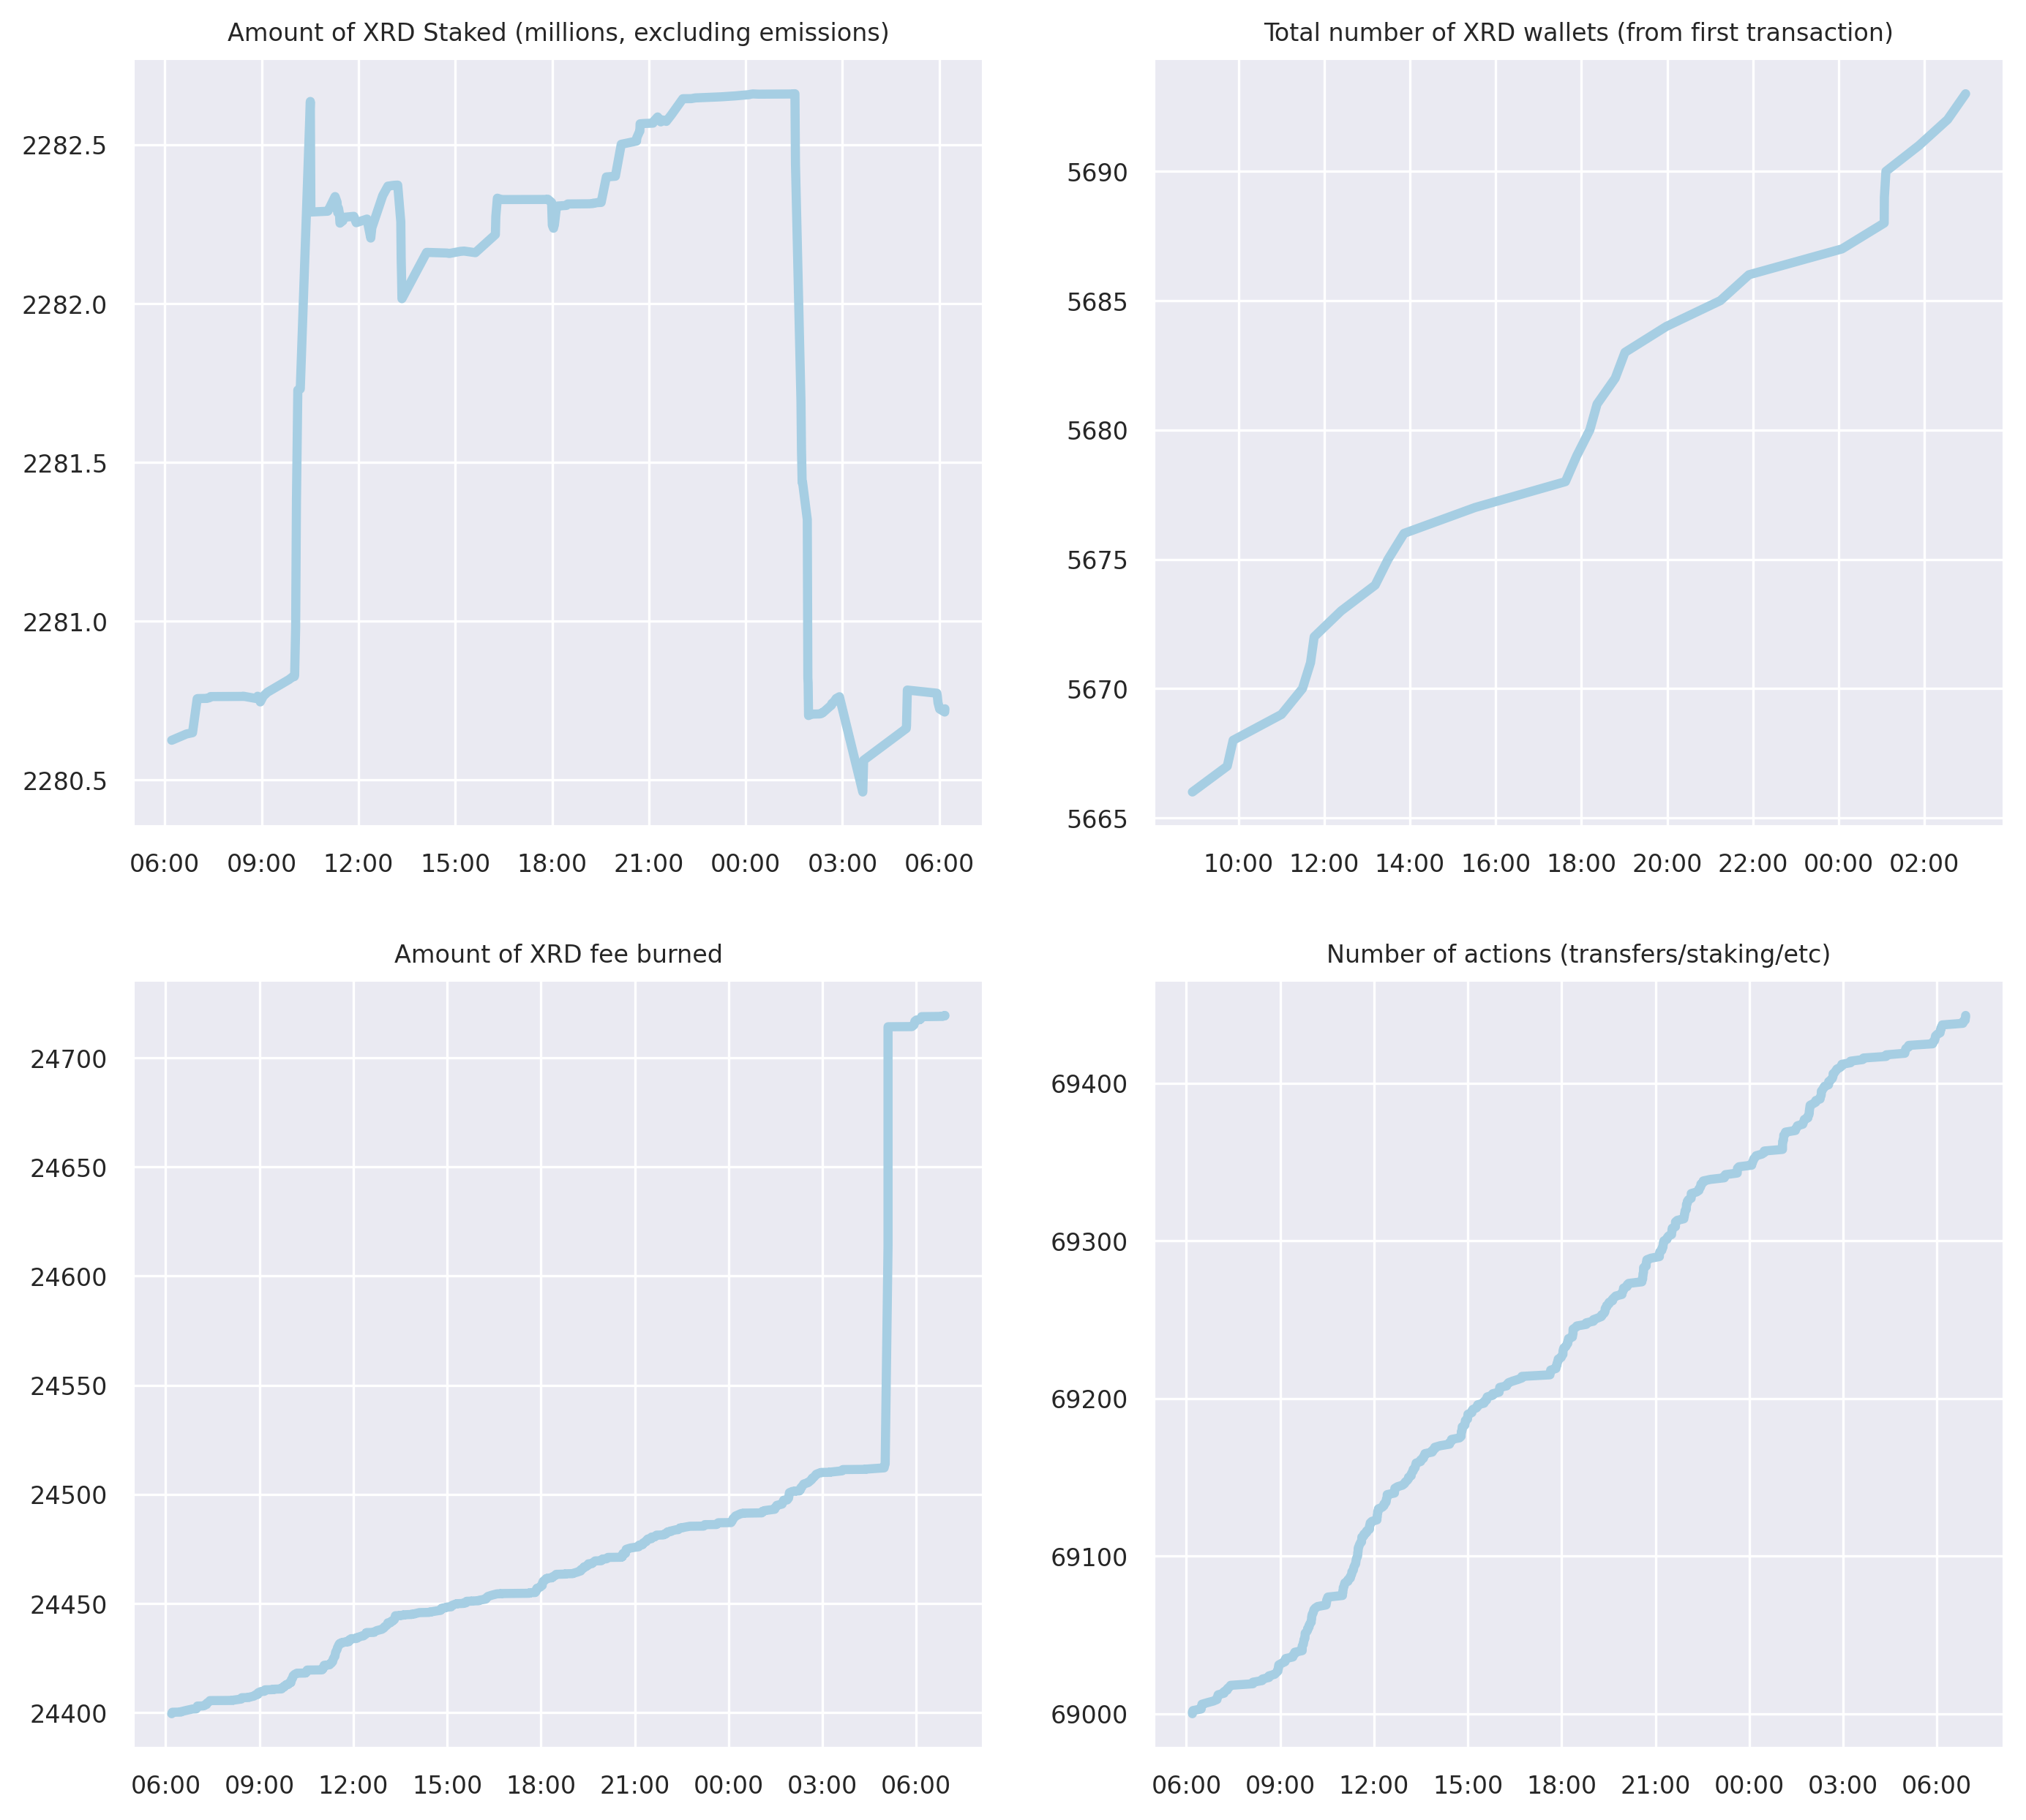 Amount of XRD Staked (millions, excluding emissions)
2282.5
2282.0
2281.5
2281.0
2280.5
06:00 09:00 12:00 15:00 18:00 21:00 00:00 03:00 06:00
Total number of XRD wallets (from first transaction)
5690
5685
5680
5675
5670
5665
10:00 12:00 14:00 16:00 18:00 20:00 22:00 00:00 02:00
Amount of XRD fee burned
24700
24650
24600
24550
24500
24450
24400
06:00 09:00 12:00 15:00 18:00 21:00 00:00 03:00 06:00
Number of actions (transfers/staking/etc)
69400
69300
69200
69100
69000
06:00 09:00 12:00 15:00 18:00 21:00 00:00 03:00 06:00